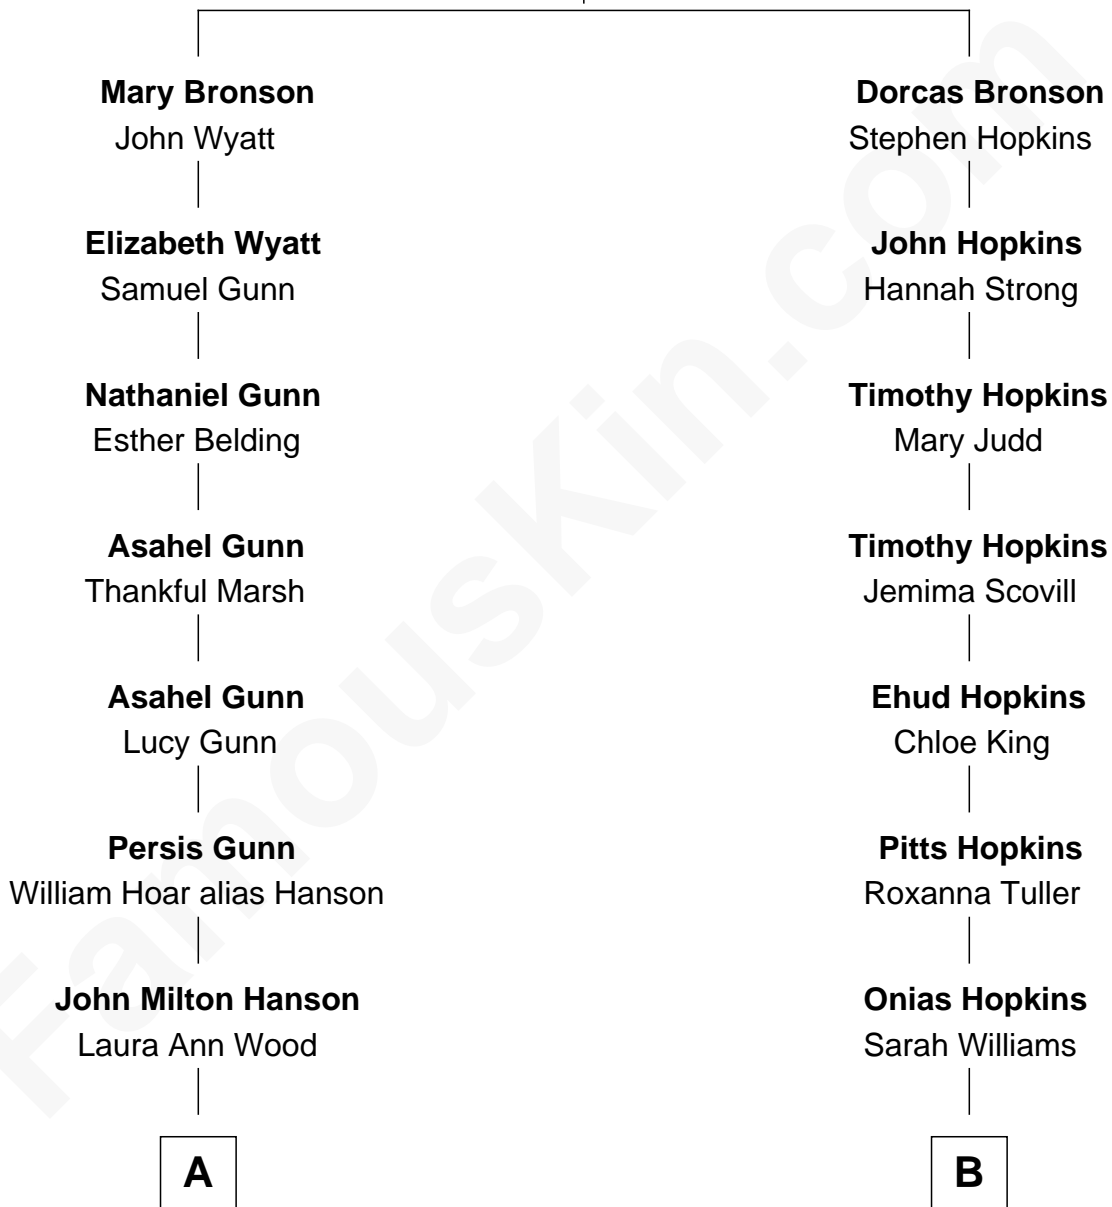 Mary Bronson
John Wyatt
Elizabeth Wyatt
Samuel Gunn
Nathaniel Gunn
Esther Belding
Asahel Gunn
Thankful Marsh
Asahel Gunn
Lucy Gunn
Persis Gunn
William Hoar alias Hanson
John Milton Hanson
Laura Ann Wood
A
Dorcas Bronson
Stephen Hopkins
John Hopkins
Hannah Strong
Timothy Hopkins
Mary Judd
Timothy Hopkins
Jemima Scovill
Ehud Hopkins
Chloe King
Pitts Hopkins
Roxanna Tuller
Onias Hopkins
Sarah Williams
B
FamousKin.com